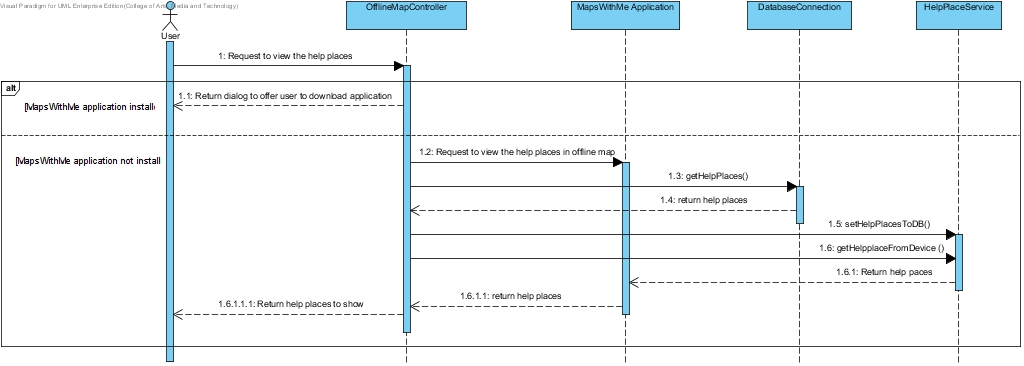 Visual Paradigm for UML Enterprise Edition(College of Arts, Media and Technology)
OfflineMapController
MapsWithMe Application
DatabaseConnection
HelpPlaceService
User
1: Request to view the help places
alt
1.1: Return dialog to offer user to download application
[MapsWithMe application installe
[MapsWithMe application not install
1.2: Request to view the help places in offline map
1.3: getHelpPlaces()
1.4: return help places
1.5: setHelpPlacesToDB()
1.6: getHelpplaceFromDevice ()
1.6.1: Return help paces
1.6.1.1: return help places
1.6.1.1.1: Return help places to show